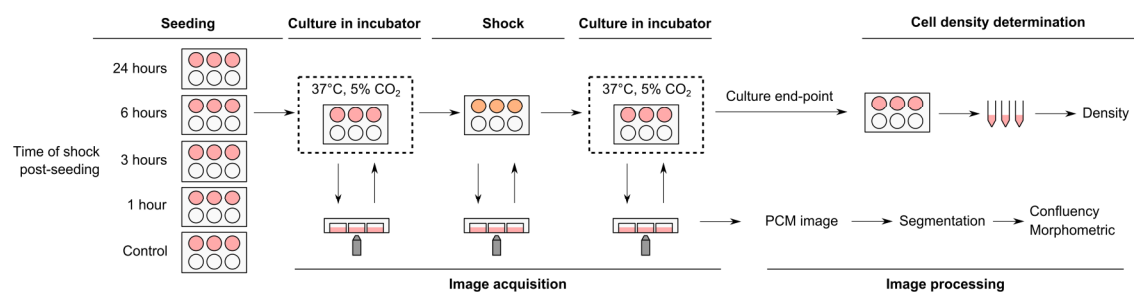 Seeding
Culture in incubator
Shock
Culture in incubator
Cell density determination
24 hours
6 hours
3 hours
1 hour
Control
Time of shock
post-seeding
37°C, 5% CO₂
37°C, 5% CO₂
Culture end-point
Density
PCM image
Segmentation
Confluency
Morphometric
Image acquisition
Image processing